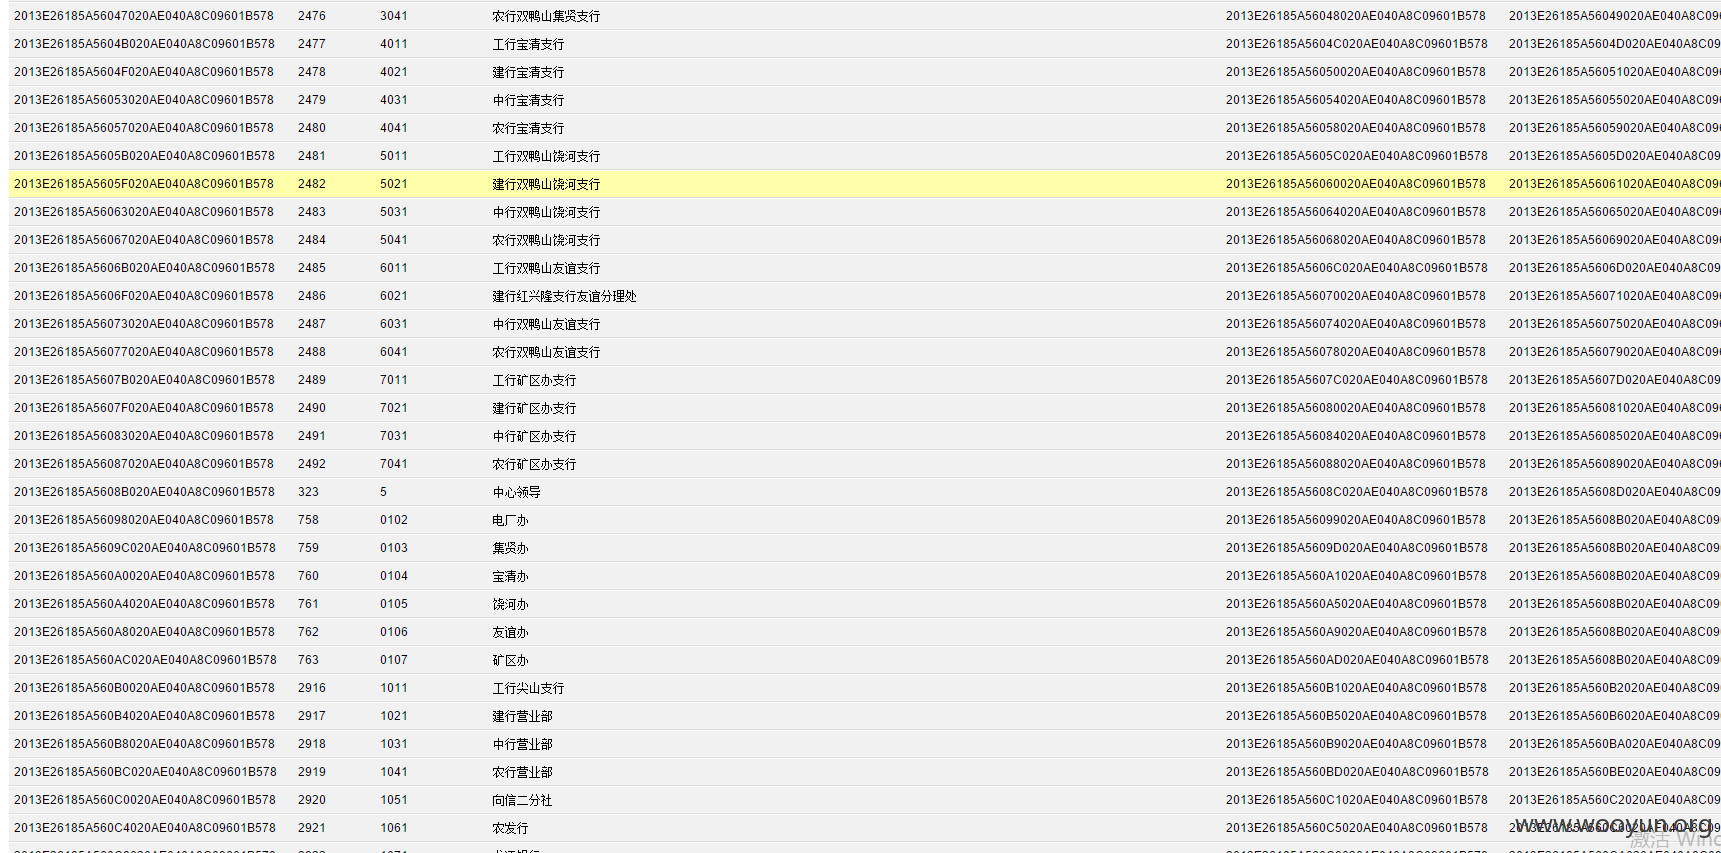 2013E26185A56047020AE040A8C09601B578 2476 3041 农行双鸭山集贤支行 2013E26185A56048020AE040A8C09601B578 2013E26185A56049020AE040A8C096
2013E26185A5604B020AE040A8C09601B578 2477 4011 工行宝清支行 2013E26185A5604C020AE040A8C09601B578 2013E26185A5604D020AE040A8C09
2013E26185A5604F020AE040A8C09601B578 2478 4021 建行宝清支行 2013E26185A56050020AE040A8C09601B578 2013E26185A56051020AE040A8C096
2013E26185A56053020AE040A8C09601B578 2479 4031 中行宝清支行 2013E26185A56054020AE040A8C09601B578 2013E26185A56055020AE040A8C096
2013E26185A56057020AE040A8C09601B578 2480 4041 农行宝清支行 2013E26185A56058020AE040A8C09601B578 2013E26185A56059020AE040A8C096
2013E26185A5605B020AE040A8C09601B578 2481 5011 工行双鸭山饶河支行 2013E26185A5605C020AE040A8C09601B578 2013E26185A5605D020AE040A8C09
2013E26185A5605F020AE040A8C09601B578 2482 5021 建行双鸭山饶河支行 2013E26185A56060020AE040A8C09601B578 2013E26185A56061020AE040A8C096
2013E26185A56063020AE040A8C09601B578 2483 5031 中行双鸭山饶河支行 2013E26185A56064020AE040A8C09601B578 2013E26185A56065020AE040A8C096
2013E26185A56067020AE040A8C09601B578 2484 5041 农行双鸭山饶河支行 2013E26185A56068020AE040A8C09601B578 2013E26185A56069020AE040A8C096
2013E26185A5606B020AE040A8C09601B578 2485 6011 工行双鸭山友谊支行 2013E26185A5606C020AE040A8C09601B578 2013E26185A5606D020AE040A8C09
2013E26185A5606F020AE040A8C09601B578 2486 6021 建行红兴隆支行友谊分理处 2013E26185A56070020AE040A8C09601B578 2013E26185A56071020AE040A8C096
2013E26185A56073020AE040A8C09601B578 2487 6031 中行双鸭山友谊支行 2013E26185A56074020AE040A8C09601B578 2013E26185A56075020AE040A8C096
2013E26185A56077020AE040A8C09601B578 2488 6041 农行双鸭山友谊支行 2013E26185A56078020AE040A8C09601B578 2013E26185A56079020AE040A8C096
2013E26185A5607B020AE040A8C09601B578 2489 7011 工行矿区办支行 2013E26185A5607C020AE040A8C09601B578 2013E26185A5607D020AE040A8C09
2013E26185A5607F020AE040A8C09601B578 2490 7021 建行矿区办支行 2013E26185A56080020AE040A8C09601B578 2013E26185A56081020AE040A8C096
2013E26185A56083020AE040A8C09601B578 2491 7031 中行矿区办支行 2013E26185A56084020AE040A8C09601B578 2013E26185A56085020AE040A8C096
2013E26185A56087020AE040A8C09601B578 2492 7041 农行矿区办支行 2013E26185A56088020AE040A8C09601B578 2013E26185A56089020AE040A8C096
2013E26185A5608B020AE040A8C09601B578 323 5 中心领导 2013E26185A5608C020AE040A8C09601B578 2013E26185A5608D020AE040A8C09
2013E26185A56098020AE040A8C09601B578 758 0102 电厂办 2013E26185A56099020AE040A8C09601B578 2013E26185A5608B020AE040A8C09
2013E26185A5609C020AE040A8C09601B578 759 0103 集贤办 2013E26185A5609D020AE040A8C09601B578 2013E26185A5608B020AE040A8C09
2013E26185A560A0020AE040A8C09601B578 760 0104 宝清办 2013E26185A560A1020AE040A8C09601B578 2013E26185A5608B020AE040A8C09
2013E26185A560A4020AE040A8C09601B578 761 0105 饶河办 2013E26185A560A5020AE040A8C09601B578 2013E26185A5608B020AE040A8C09
2013E26185A560A8020AE040A8C09601B578 762 0106 友谊办 2013E26185A560A9020AE040A8C09601B578 2013E26185A5608B020AE040A8C09
2013E26185A560AC020AE040A8C09601B578 763 0107 矿区办 2013E26185A560AD020AE040A8C09601B578 2013E26185A5608B020AE040A8C09
2013E26185A560B0020AE040A8C09601B578 2916 1011 工行尖山支行 2013E26185A560B1020AE040A8C09601B578 2013E26185A560B2020AE040A8C09
2013E26185A560B4020AE040A8C09601B578 2917 1021 建行营业部 2013E26185A560B5020AE040A8C09601B578 2013E26185A560B6020AE040A8C09
2013E26185A560B8020AE040A8C09601B578 2918 1031 中行营业部 2013E26185A560B9020AE040A8C09601B578 2013E26185A560BA020AE040A8C09
2013E26185A560BC020AE040A8C09601B578 2919 1041 农行营业部 2013E26185A560BD020AE040A8C09601B578 2013E26185A560BE020AE040A8C09
2013E26185A560C0020AE040A8C09601B578 2920 1051 向信二分社 2013E26185A560C1020AE040A8C09601B578 2013E26185A560C2020AE040A8C09
2013E26185A560C4020AE040A8C09601B578 2921 1061 农发行 2013E26185A560C5020AE040A8C09601B578 2013E26185A560C6020AE040A8C09
www.wooyun.org
激活 Winc